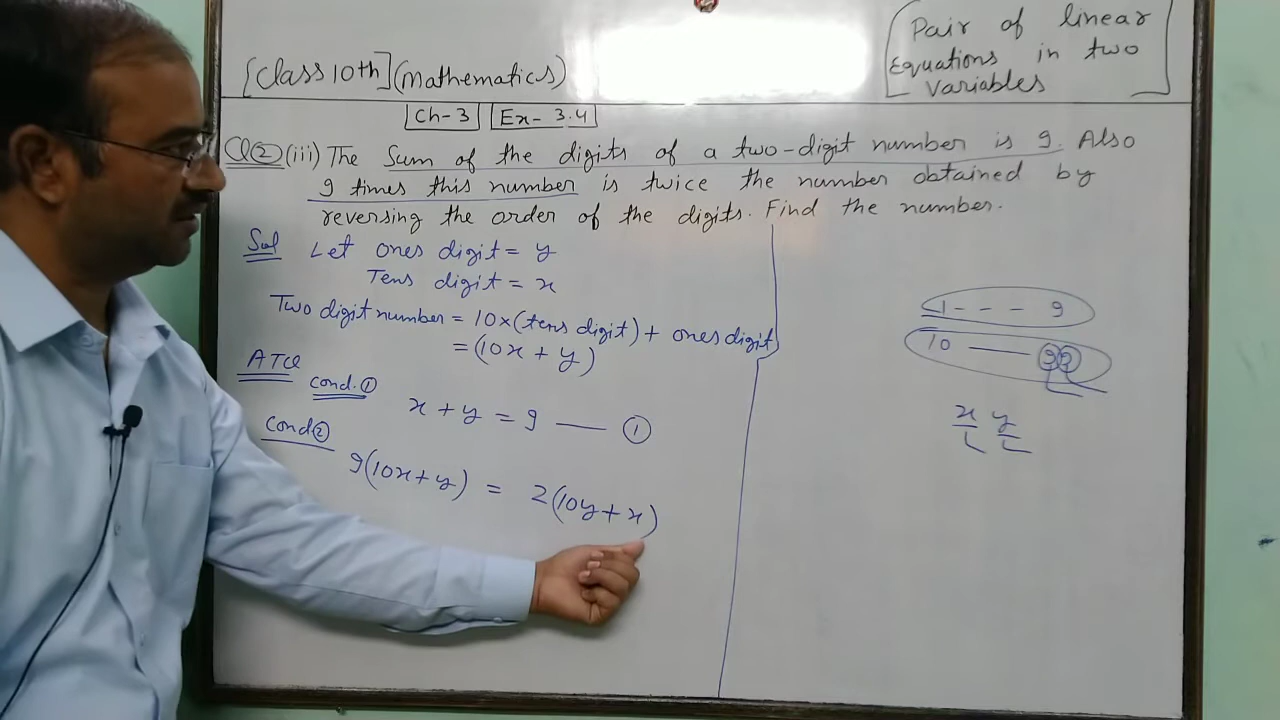 [Class 10th] (Mathematics)
Pair of linear
Equations in two
variables
Ch-3 Ex-3.4
Q② (iii) The Sum of the digits of a two-digit number is 9. Also
9 times this number is twice the number obtained by
reversing the order of the digits. Find the number.
Sol Let ones digit = y
Tens digit = x
Two digit number = 10×(tens digit) + ones digit
= (10x + y)
ATQ
cond.①
x + y = 9 —— ①
Cond②
9(10x+y) = 2(10y+x)
1 - - - 9
10 —— 99
x y